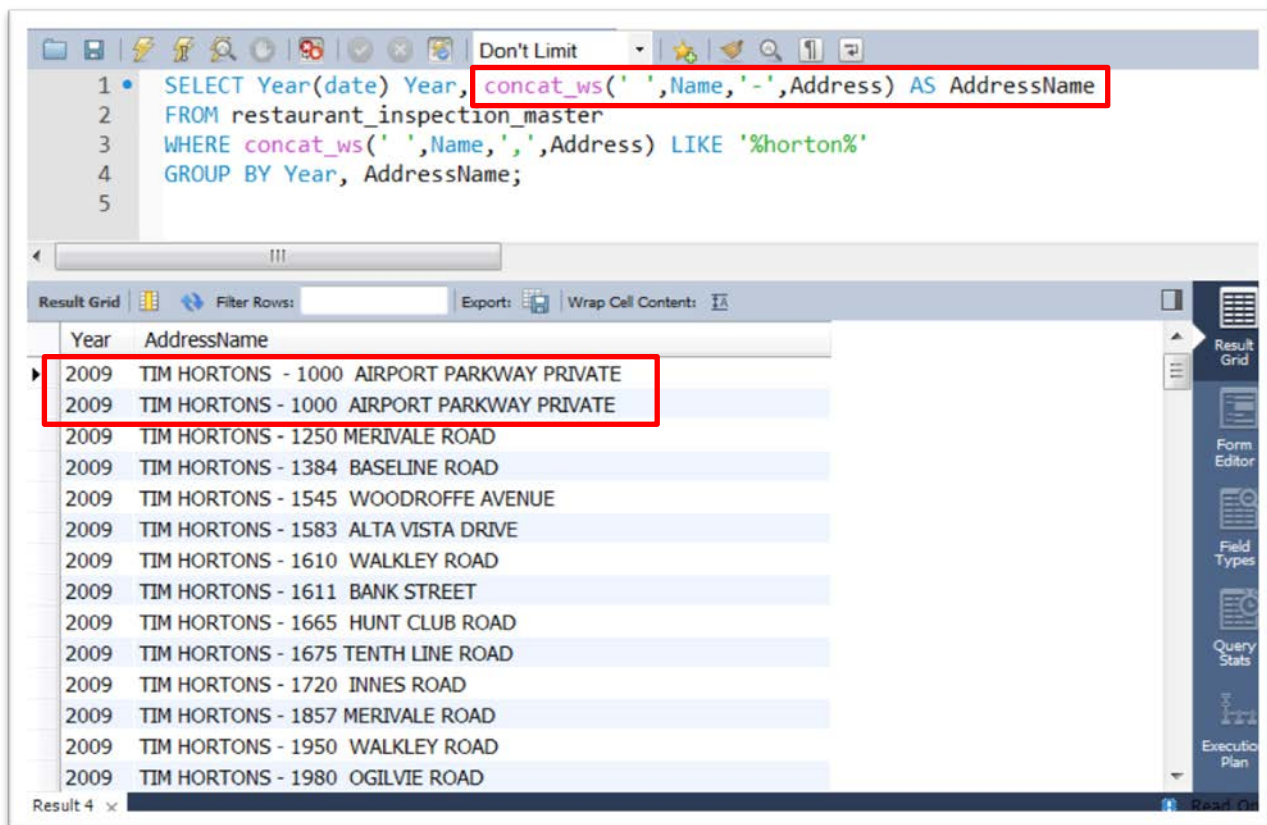 Don't Limit
1 SELECT Year(date) Year, concat_ws(' ',Name,'-',Address) AS AddressName
2 FROM restaurant_inspection_master
3 WHERE concat_ws(' ',Name,',',Address) LIKE '%horton%'
4 GROUP BY Year, AddressName;
5
Result Grid Filter Rows: Export: Wrap Cell Content:
Year AddressName
2009 TIM HORTONS  - 1000  AIRPORT PARKWAY PRIVATE
2009 TIM HORTONS - 1000  AIRPORT PARKWAY PRIVATE
2009 TIM HORTONS - 1250 MERIVALE ROAD
2009 TIM HORTONS - 1384  BASELINE ROAD
2009 TIM HORTONS - 1545  WOODROFFE AVENUE
2009 TIM HORTONS - 1583  ALTA VISTA DRIVE
2009 TIM HORTONS - 1610  WALKLEY ROAD
2009 TIM HORTONS - 1611  BANK STREET
2009 TIM HORTONS - 1665  HUNT CLUB ROAD
2009 TIM HORTONS - 1675 TENTH LINE ROAD
2009 TIM HORTONS - 1720  INNES ROAD
2009 TIM HORTONS - 1857 MERIVALE ROAD
2009 TIM HORTONS - 1950  WALKLEY ROAD
2009 TIM HORTONS - 1980  OGILVIE ROAD
Result
Grid
Form
Editor
Field
Types
Query
Stats
Executio
Plan
Result 4 Read On